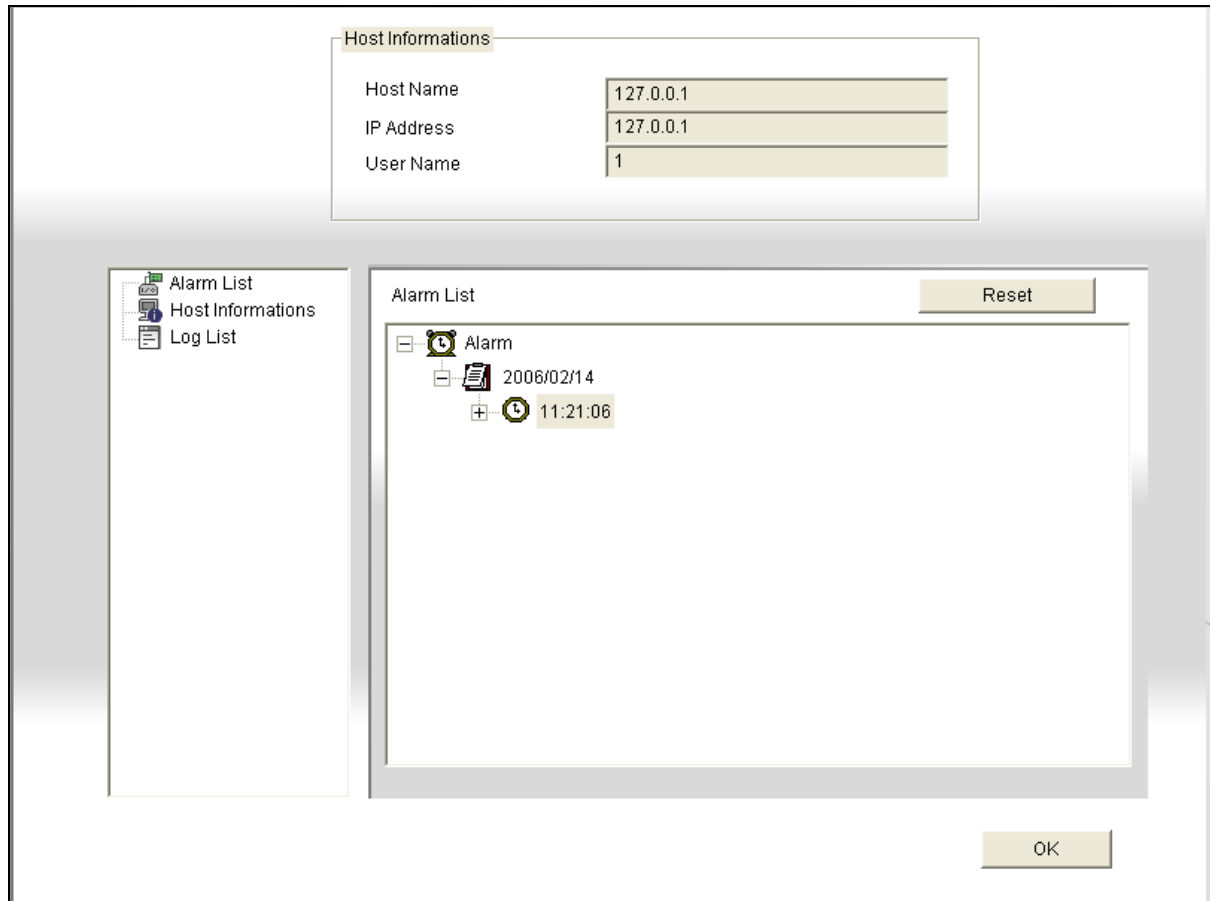 Host Informations
Host Name 127.0.0.1
IP Address 127.0.0.1
User Name 1
Alarm List
Host Informations
Log List
Alarm List Reset
Alarm
2006/02/14
11:21:06
OK